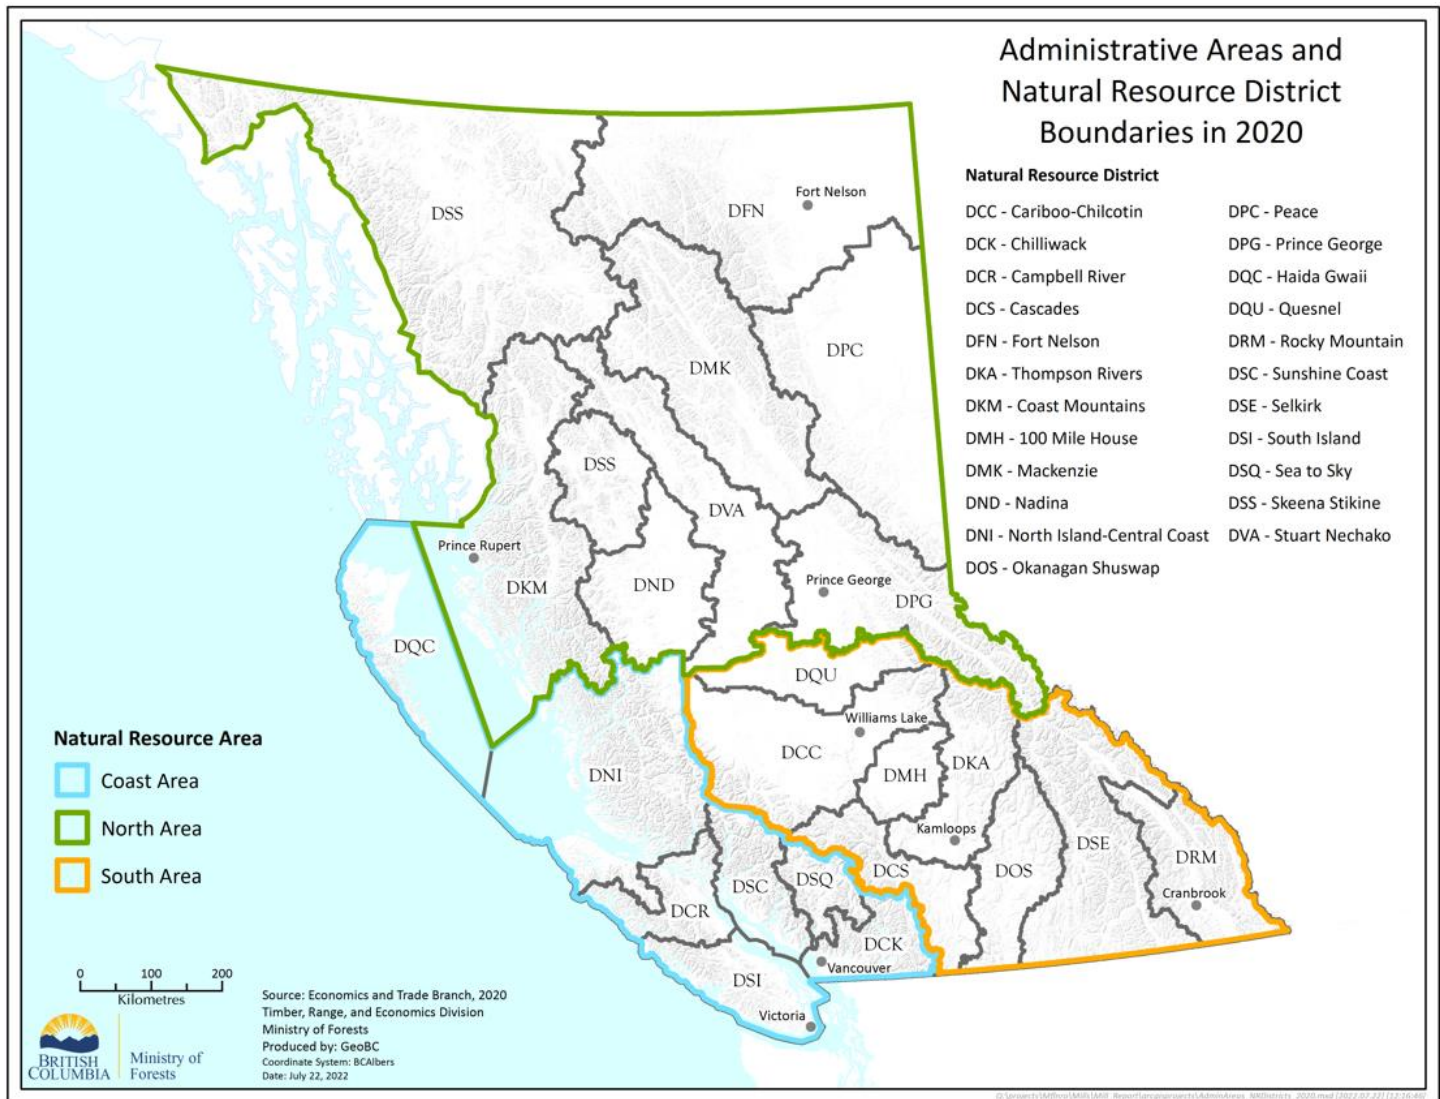 Administrative Areas and
Natural Resource District
Boundaries in 2020
Natural Resource District
DCC - Cariboo-Chilcotin
DCK - Chilliwack
DCR - Campbell River
DCS - Cascades
DFN - Fort Nelson
DKA - Thompson Rivers
DKM - Coast Mountains
DMH - 100 Mile House
DMK - Mackenzie
DND - Nadina
DNI - North Island-Central Coast
DOS - Okanagan Shuswap
DPC - Peace
DPG - Prince George
DQC - Haida Gwaii
DQU - Quesnel
DRM - Rocky Mountain
DSC - Sunshine Coast
DSE - Selkirk
DSI - South Island
DSQ - Sea to Sky
DSS - Skeena Stikine
DVA - Stuart Nechako
Fort Nelson
DSS
DFN
DPC
DMK
DSS
DVA
Prince Rupert
DKM
DND
Prince George
DPG
DQC
DQU
Williams Lake
DCC
DKA
DNI
DMH
Kamloops
DSE
DRM
DCS
DOS
DSQ
DSC
Cranbrook
DCR
DCK
Vancouver
DSI
Victoria
Natural Resource Area
Coast Area
North Area
South Area
0 100 200
Kilometres
BRITISH
COLUMBIA
Ministry of
Forests
Source: Economics and Trade Branch, 2020
Timber, Range, and Economics Division
Ministry of Forests
Produced by: GeoBC
Coordinate System: BCAlbers
Date: July 22, 2022